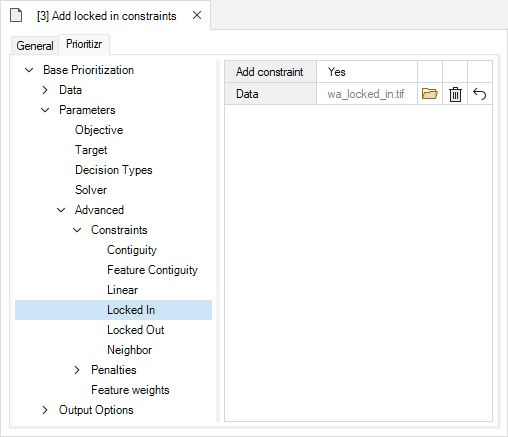 [3] Add locked in constraints
General
Prioritizr
Base Prioritization
Data
Parameters
Objective
Target
Decision Types
Solver
Advanced
Constraints
Contiguity
Feature Contiguity
Linear
Locked In
Locked Out
Neighbor
Penalties
Feature weights
Output Options
Add constraint Yes
Data wa_locked_in.tif